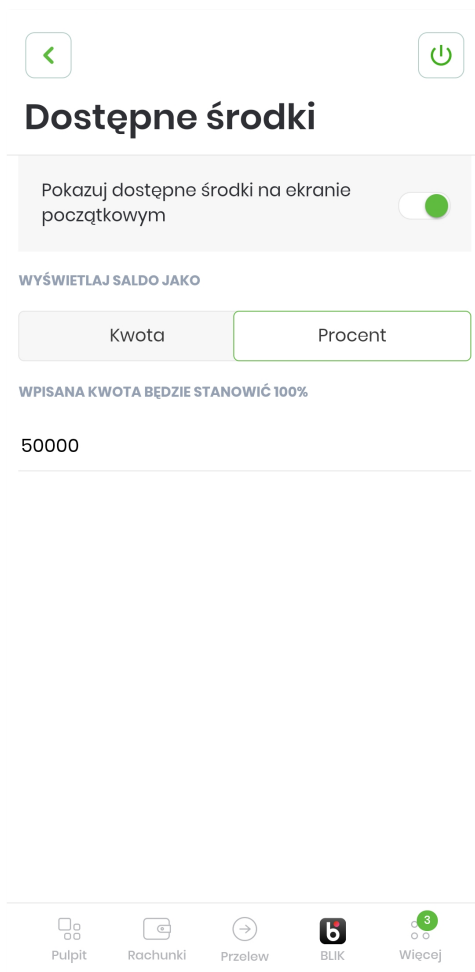 Dostępne środki
Pokazuj dostępne środki na ekranie
początkowym
WYŚWIETLAJ SALDO JAKO
Kwota Procent
WPISANA KWOTA BĘDZIE STANOWIĆ 100%
50000
3
Pulpit Rachunki Przelew BLIK Więcej